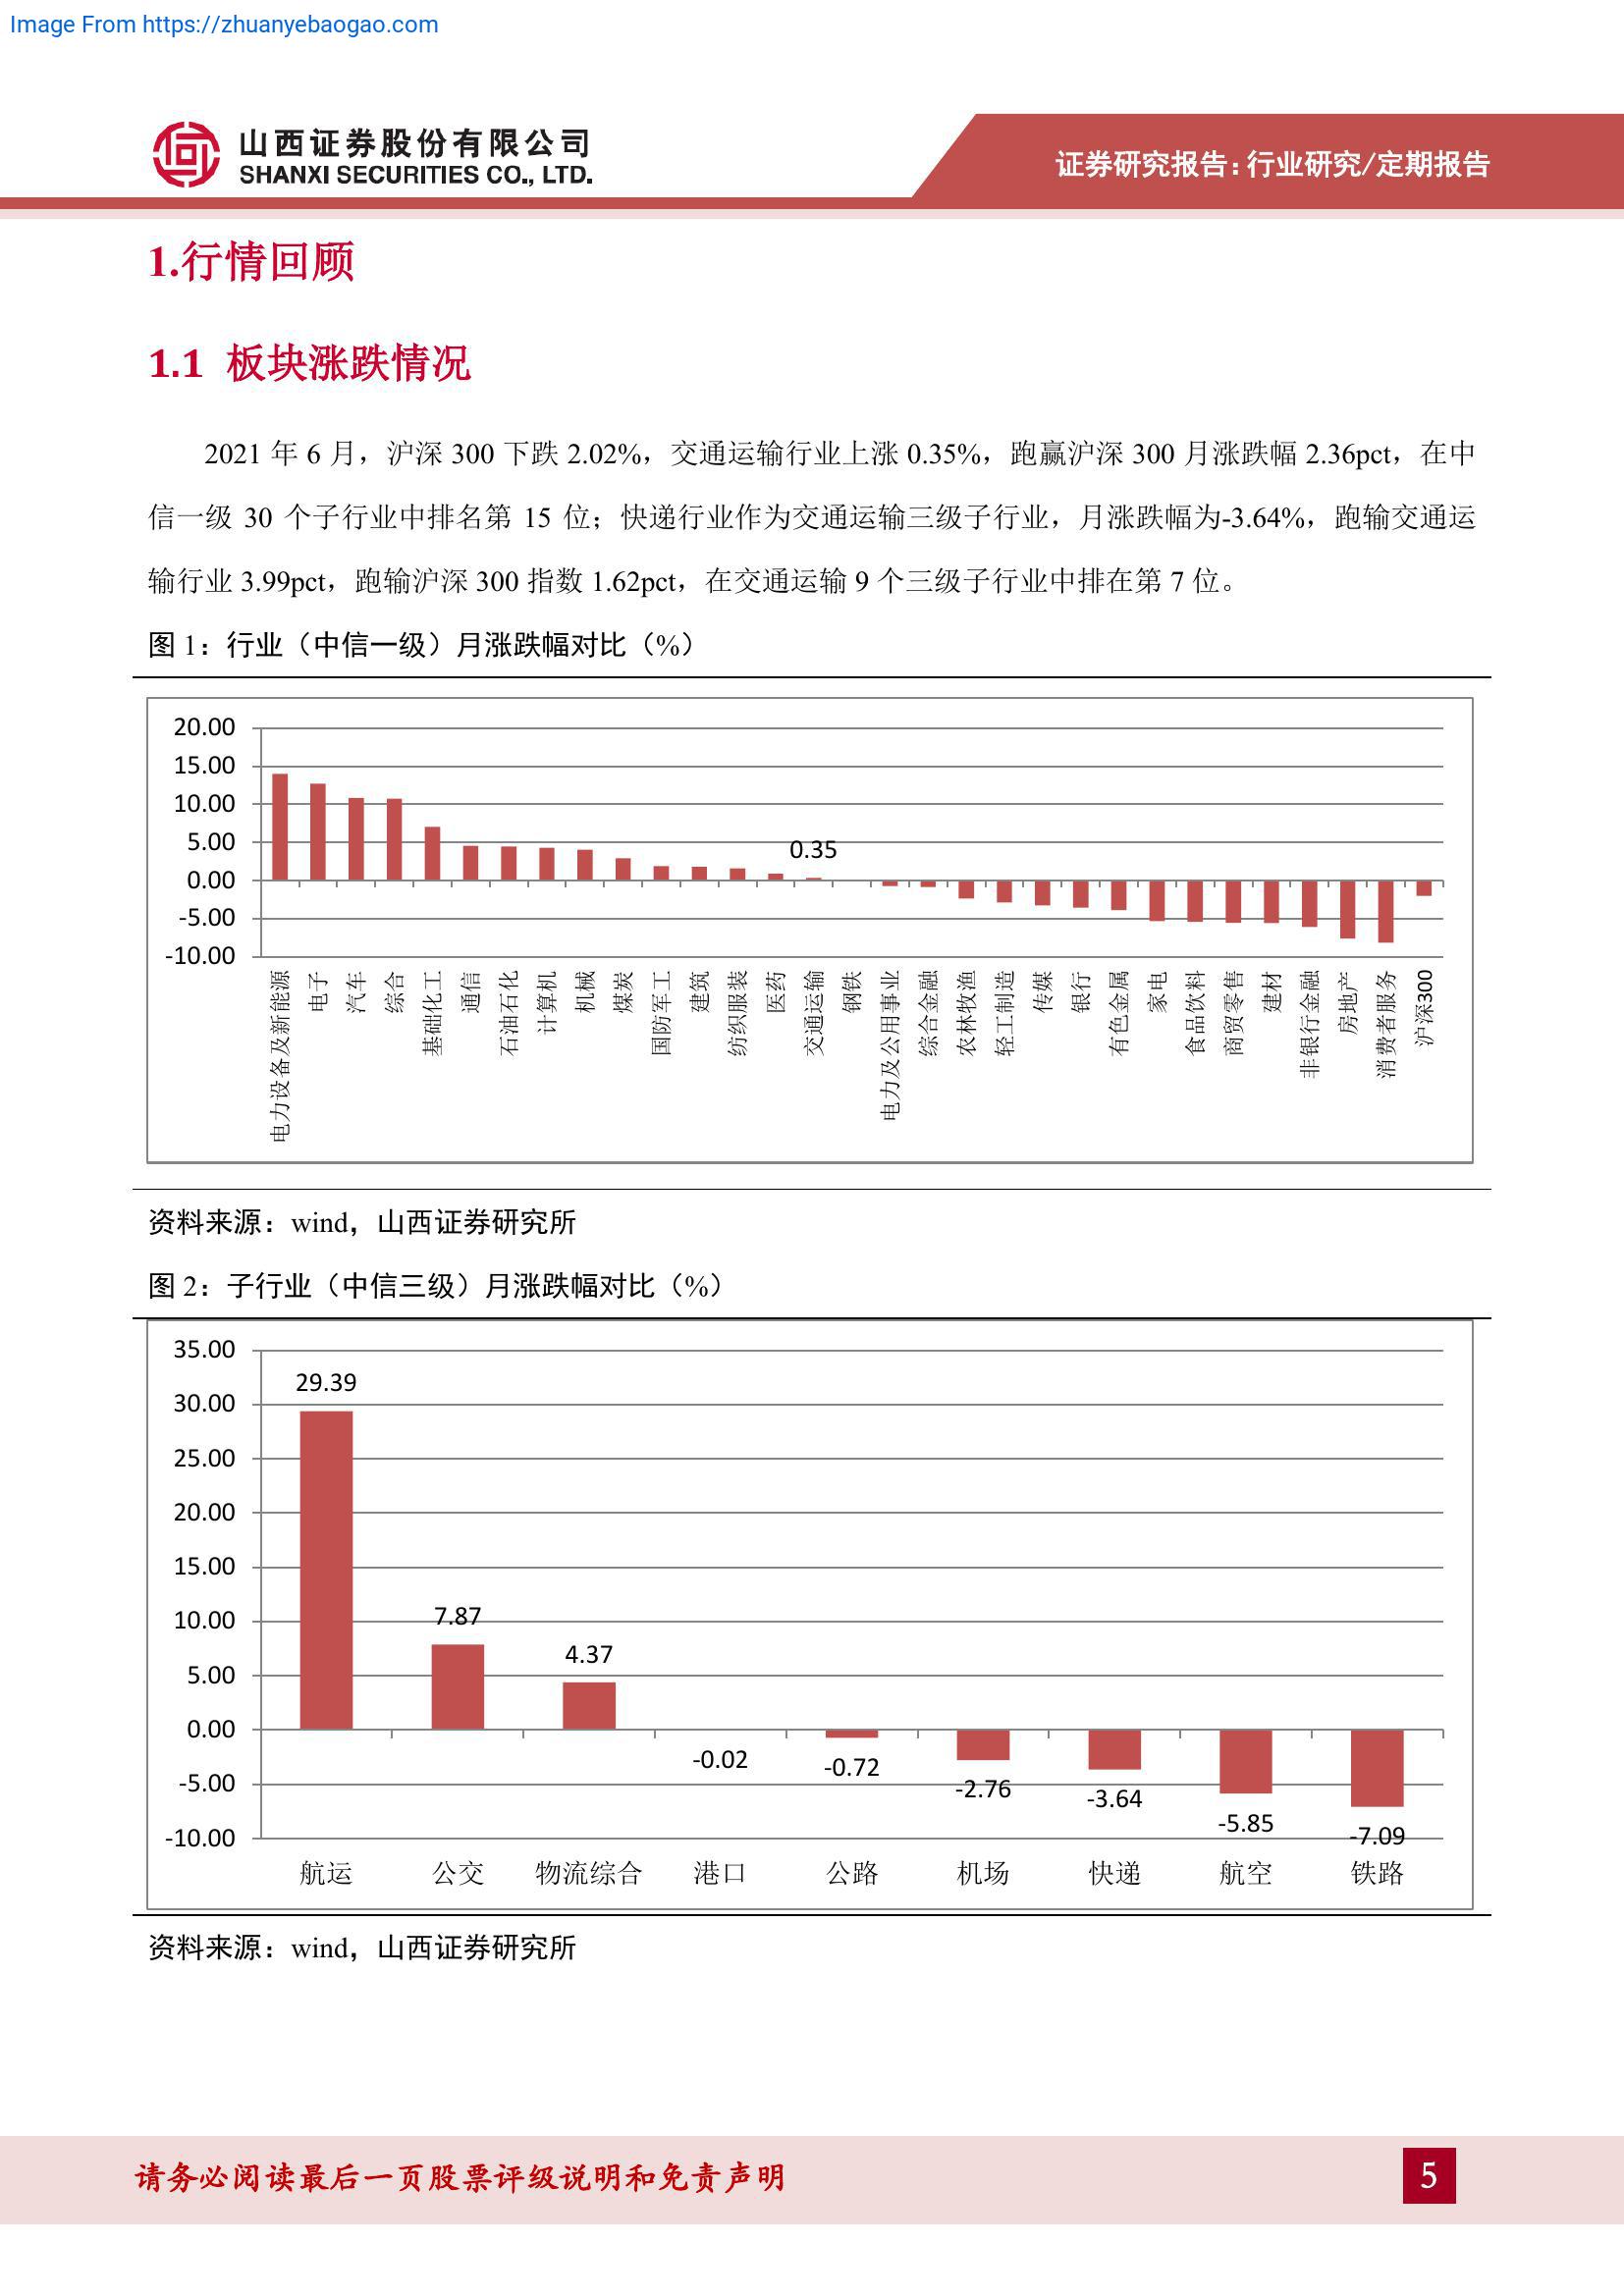 Image From https://zhuanyebaogao.com
山西证券股份有限公司
SHANXI SECURITIES CO., LTD.
证券研究报告:行业研究/定期报告
1.行情回顾
1.1 板块涨跌情况
2021 年 6 月，沪深 300 下跌 2.02%，交通运输行业上涨 0.35%，跑赢沪深 300 月涨跌幅 2.36pct，在中
信一级 30 个子行业中排名第 15 位；快递行业作为交通运输三级子行业，月涨跌幅为-3.64%，跑输交通运
输行业 3.99pct，跑输沪深 300 指数 1.62pct，在交通运输 9 个三级子行业中排在第 7 位。
图 1：行业（中信一级）月涨跌幅对比（%）
20.00
15.00
10.00
5.00
0.00
-5.00
-10.00
0.35
电力设备及新能源
电子
汽车
综合
基础化工
通信
石油石化
计算机
机械
煤炭
国防军工
建筑
纺织服装
医药
交通运输
钢铁
电力及公用事业
综合金融
农林牧渔
轻工制造
传媒
银行
有色金属
家电
食品饮料
商贸零售
建材
非银行金融
房地产
消费者服务
沪深300
资料来源：wind，山西证券研究所
图 2：子行业（中信三级）月涨跌幅对比（%）
35.00
30.00
25.00
20.00
15.00
10.00
5.00
0.00
-5.00
-10.00
29.39
7.87
4.37
-0.02
-0.72
-2.76
-3.64
-5.85
-7.09
航运
公交
物流综合
港口
公路
机场
快递
航空
铁路
资料来源：wind，山西证券研究所
请务必阅读最后一页股票评级说明和免责声明
5